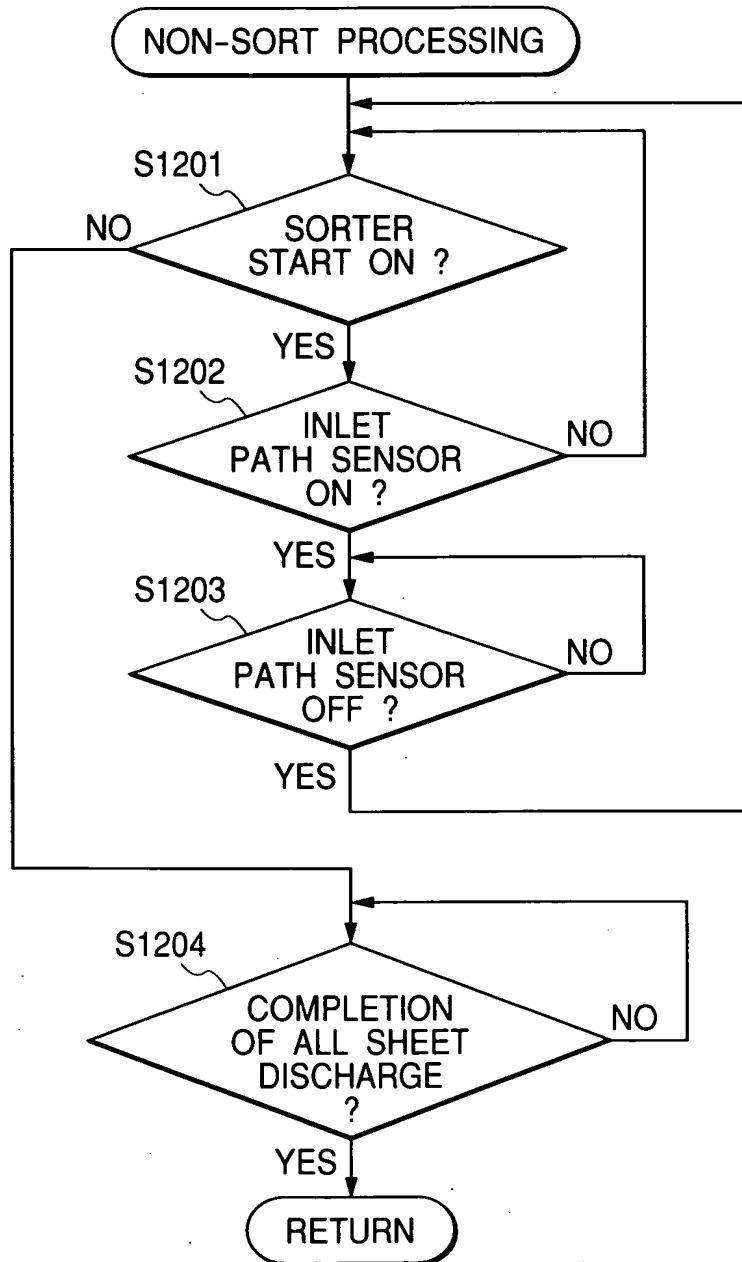 NON-SORT PROCESSING
S1201
NO
SORTER
START ON ?
YES
S1202
INLET
PATH SENSOR
ON ?
NO
YES
S1203
INLET
PATH SENSOR
OFF ?
NO
YES
S1204
COMPLETION
OF ALL SHEET
DISCHARGE
?
NO
YES
RETURN